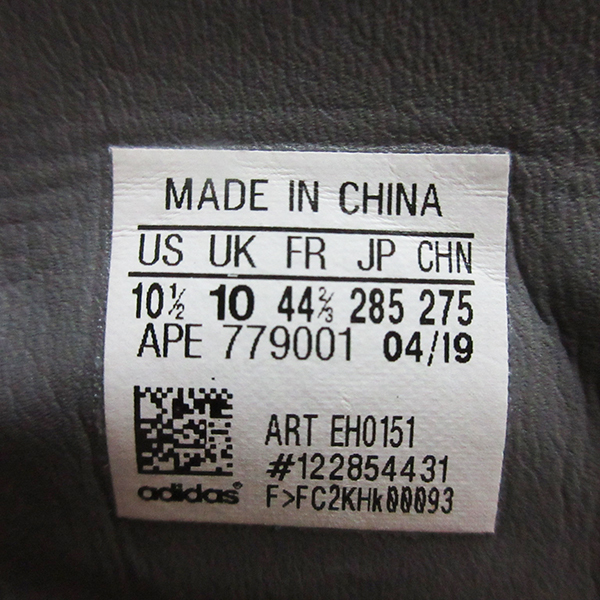 MADE IN CHINA
US UK FR JP CHN
10½ 10 44⅔ 285 275
APE 779001 04/19
ART EH0151
#122854431
adidas® F>FC2KHk00093